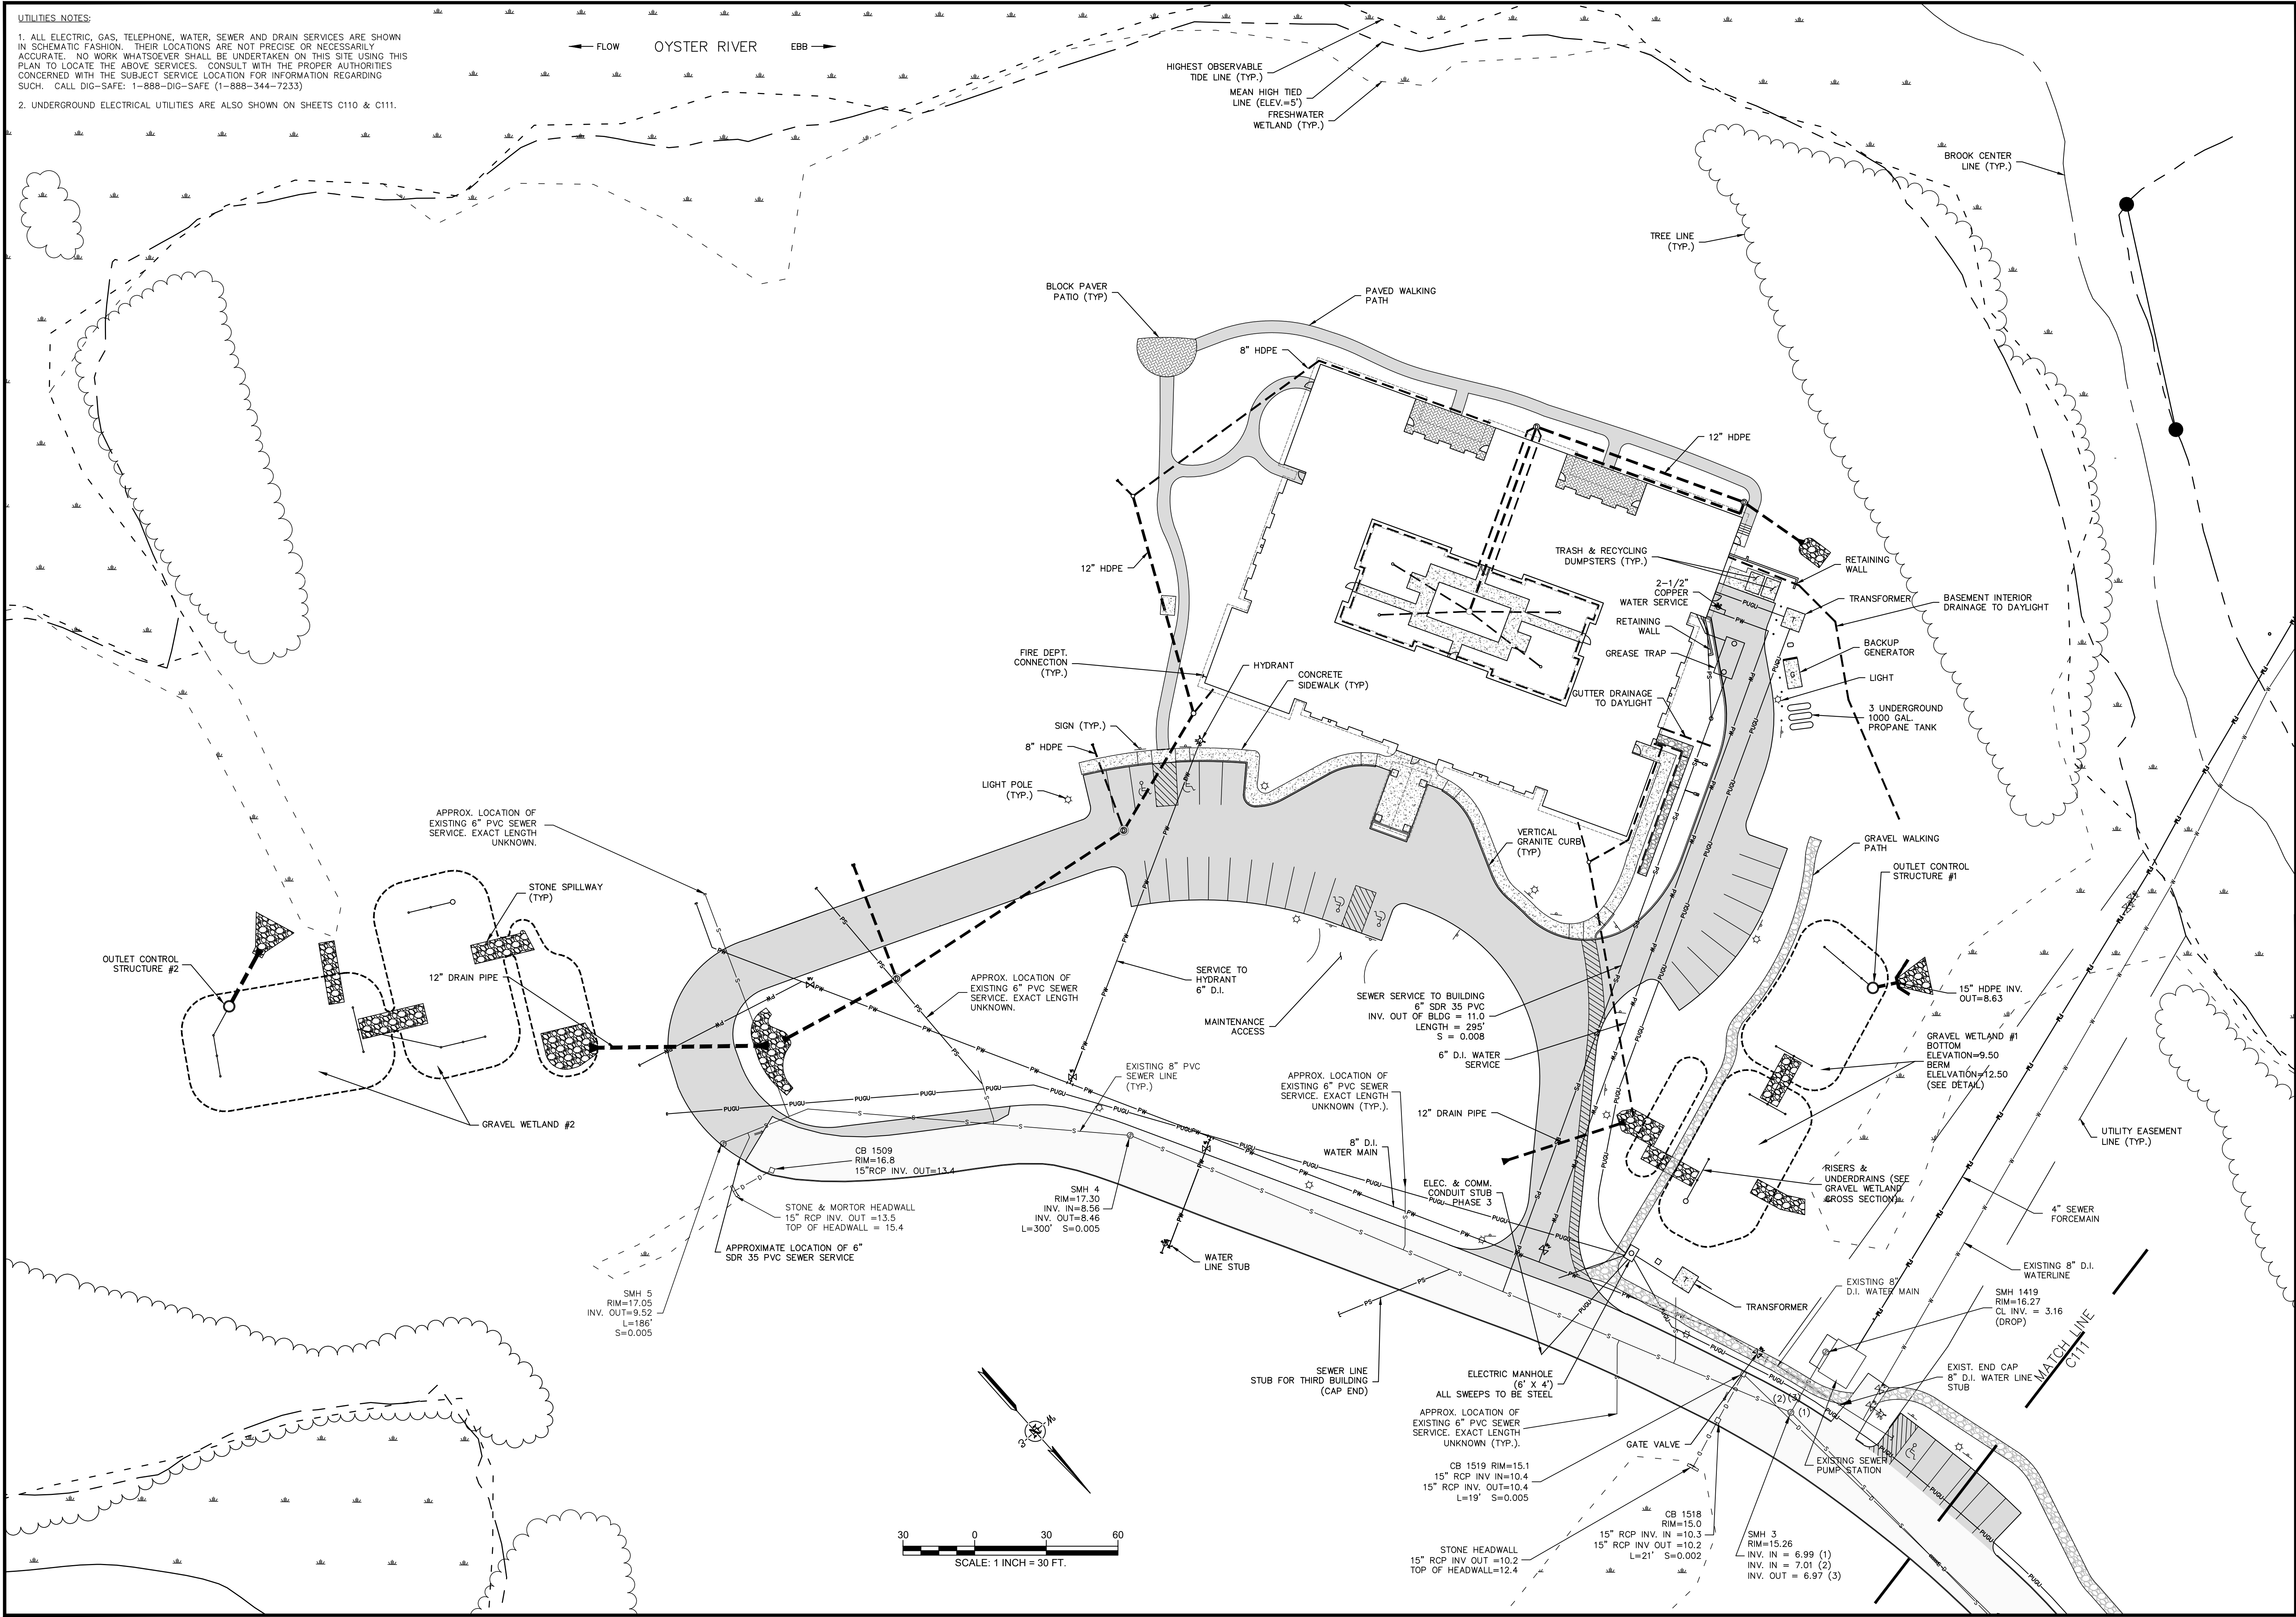 UTILITIES NOTES:
1. ALL ELECTRIC, GAS, TELEPHONE, WATER, SEWER AND DRAIN SERVICES ARE SHOWN
IN SCHEMATIC FASHION. THEIR LOCATIONS ARE NOT PRECISE OR NECESSARILY
ACCURATE. NO WORK WHATSOEVER SHALL BE UNDERTAKEN ON THIS SITE USING THIS
PLAN TO LOCATE THE ABOVE SERVICES. CONSULT WITH THE PROPER AUTHORITIES
CONCERNED WITH THE SUBJECT SERVICE LOCATION FOR INFORMATION REGARDING
SUCH. CALL DIG-SAFE: 1-888-DIG-SAFE (1-888-344-7233)
2. UNDERGROUND ELECTRICAL UTILITIES ARE ALSO SHOWN ON SHEETS C110 & C111.
FLOW
OYSTER RIVER
EBB
HIGHEST OBSERVABLE
TIDE LINE (TYP.)
MEAN HIGH TIED
LINE (ELEV.=5')
FRESHWATER
WETLAND (TYP.)
BROOK CENTER
LINE (TYP.)
TREE LINE
(TYP.)
BLOCK PAVER
PATIO (TYP)
PAVED WALKING
PATH
8" HDPE
12" HDPE
12" HDPE
TRASH & RECYCLING
DUMPSTERS (TYP.)
RETAINING
WALL
2-1/2"
COPPER
WATER SERVICE
TRANSFORMER
BASEMENT INTERIOR
DRAINAGE TO DAYLIGHT
RETAINING
WALL
GREASE TRAP
BACKUP
GENERATOR
LIGHT
GUTTER DRAINAGE
TO DAYLIGHT
3 UNDERGROUND
1000 GAL.
PROPANE TANK
FIRE DEPT.
CONNECTION
(TYP.)
HYDRANT
CONCRETE
SIDEWALK (TYP)
SIGN (TYP.)
8" HDPE
LIGHT POLE
(TYP.)
APPROX. LOCATION OF
EXISTING 6" PVC SEWER
SERVICE. EXACT LENGTH
UNKNOWN.
VERTICAL
GRANITE CURB
(TYP)
GRAVEL WALKING
PATH
OUTLET CONTROL
STRUCTURE #1
STONE SPILLWAY
(TYP)
OUTLET CONTROL
STRUCTURE #2
12" DRAIN PIPE
APPROX. LOCATION OF
EXISTING 6" PVC SEWER
SERVICE. EXACT LENGTH
UNKNOWN.
SERVICE TO
HYDRANT
6" D.I.
MAINTENANCE
ACCESS
SEWER SERVICE TO BUILDING
6" SDR 35 PVC
INV. OUT OF BLDG = 11.0
LENGTH = 295'
S = 0.008
6" D.I. WATER
SERVICE
15" HDPE INV.
OUT=8.63
GRAVEL WETLAND #1
BOTTOM
ELEVATION=9.50
BERM
ELELVATION=12.50
(SEE DETAIL)
EXISTING 8" PVC
SEWER LINE
(TYP.)
APPROX. LOCATION OF
EXISTING 6" PVC SEWER
SERVICE. EXACT LENGTH
UNKNOWN (TYP.).
12" DRAIN PIPE
GRAVEL WETLAND #2
UTILITY EASEMENT
LINE (TYP.)
CB 1509
RIM=16.8
15"RCP INV. OUT=13.4
8" D.I.
WATER MAIN
STONE & MORTOR HEADWALL
15" RCP INV. OUT =13.5
TOP OF HEADWALL = 15.4
APPROXIMATE LOCATION OF 6"
SDR 35 PVC SEWER SERVICE
SMH 4
RIM=17.30
INV. IN=8.56
INV. OUT=8.46
L=300' S=0.005
ELEC. & COMM.
CONDUIT STUB
PHASE 3
RISERS &
UNDERDRAINS (SEE
GRAVEL WETLAND
CROSS SECTION)
4" SEWER
FORCEMAIN
WATER
LINE STUB
SMH 5
RIM=17.05
INV. OUT=9.52
L=186'
S=0.005
EXISTING 8" D.I.
WATERLINE
EXISTING 8"
D.I. WATER MAIN
SMH 1419
RIM=16.27
CL INV. = 3.16
(DROP)
TRANSFORMER
MATCH LINE
C111
SEWER LINE
STUB FOR THIRD BUILDING
(CAP END)
ELECTRIC MANHOLE
(6' X 4')
ALL SWEEPS TO BE STEEL
EXIST. END CAP
8" D.I. WATER LINE
STUB
(2) (3)
(1)
APPROX. LOCATION OF
EXISTING 6" PVC SEWER
SERVICE. EXACT LENGTH
UNKNOWN (TYP.).
GATE VALVE
EXISTING SEWER
PUMP STATION
CB 1519 RIM=15.1
15" RCP INV IN=10.4
15" RCP INV. OUT=10.4
L=19' S=0.005
CB 1518
RIM=15.0
15" RCP INV. IN =10.3
15" RCP INV OUT =10.2
L=21' S=0.002
STONE HEADWALL
15" RCP INV OUT =10.2
TOP OF HEADWALL=12.4
SMH 3
RIM=15.26
INV. IN = 6.99 (1)
INV. IN = 7.01 (2)
INV. OUT = 6.97 (3)
30 0 30 60
SCALE: 1 INCH = 30 FT.